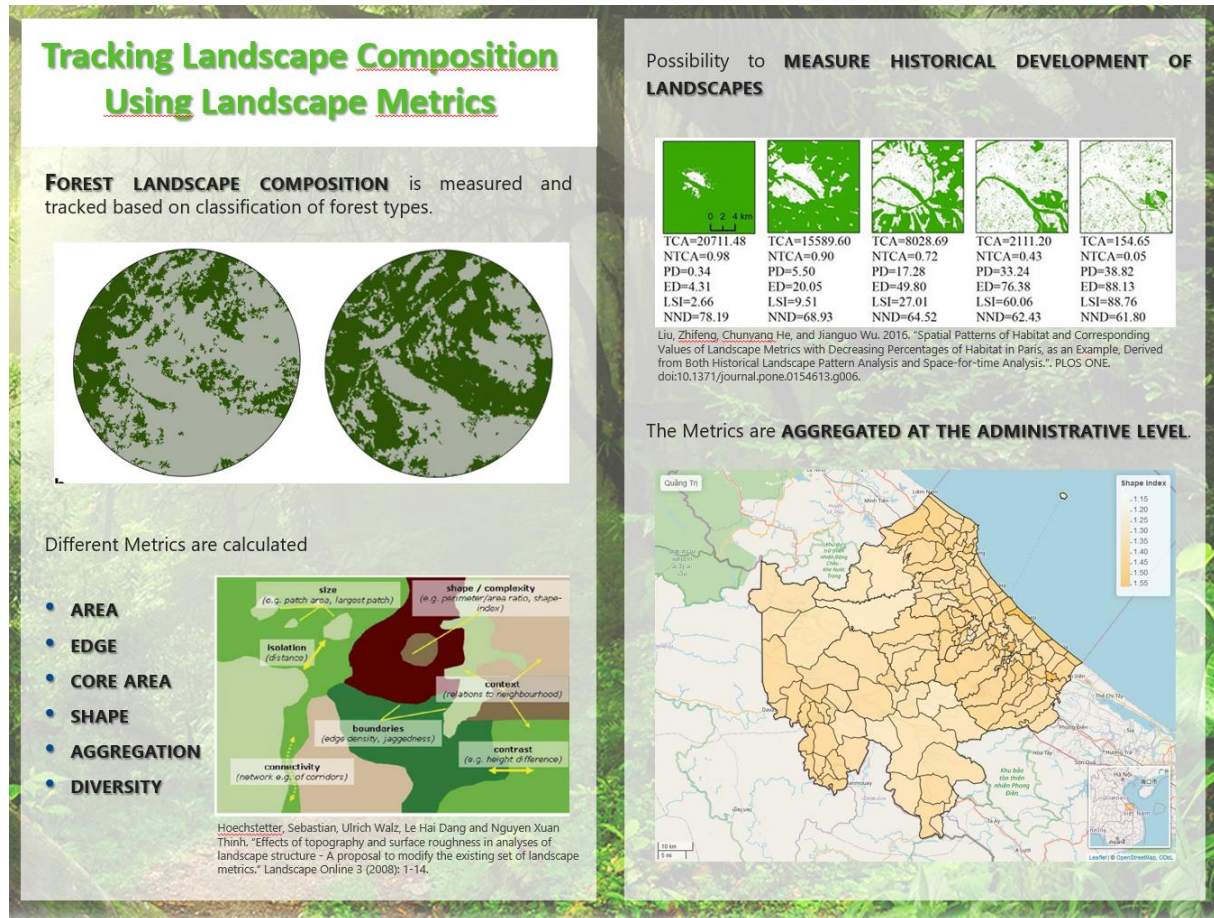 Tracking Landscape Composition
Using Landscape Metrics
FOREST LANDSCAPE COMPOSITION is measured and
tracked based on classification of forest types.
Different Metrics are calculated
• AREA
• EDGE
• CORE AREA
• SHAPE
• AGGREGATION
• DIVERSITY
size
(e.g. patch area, largest patch)
shape / complexity
(e.g. perimeter/area ratio, shape-
index)
isolation
(distance)
context
(relations to neighbourhood)
boundaries
(edge density, jaggedness)
contrast
(e.g. height difference)
connectivity
(network e.g. of corridors)
Hoechstetter, Sebastian, Ulrich Walz, Le Hai Dang and Nguyen Xuan
Thinh. "Effects of topography and surface roughness in analyses of
landscape structure - A proposal to modify the existing set of landscape
metrics." Landscape Online 3 (2008): 1-14.
Possibility to MEASURE HISTORICAL DEVELOPMENT OF
LANDSCAPES
0 2 4 km
TCA=20711.48 TCA=15589.60 TCA=8028.69 TCA=2111.20 TCA=154.65
NTCA=0.98 NTCA=0.90 NTCA=0.72 NTCA=0.43 NTCA=0.05
PD=0.34 PD=5.50 PD=17.28 PD=33.24 PD=38.82
ED=4.31 ED=20.05 ED=49.80 ED=76.38 ED=88.13
LSI=2.66 LSI=9.51 LSI=27.01 LSI=60.06 LSI=88.76
NND=78.19 NND=68.93 NND=64.52 NND=62.43 NND=61.80
Liu, Zhifeng, Chunyang He, and Jianguo Wu. 2016. "Spatial Patterns of Habitat and Corresponding
Values of Landscape Metrics with Decreasing Percentages of Habitat in Paris, as an Example, Derived
from Both Historical Landscape Pattern Analysis and Space-for-time Analysis.". PLOS ONE.
doi:10.1371/journal.pone.0154613.g006.
The Metrics are AGGREGATED AT THE ADMINISTRATIVE LEVEL.
Quảng Trị
Shape Index
1.15
1.20
1.25
1.30
1.35
1.40
1.45
1.50
1.55
Khu bảo
tồn thiên
nhiên Phong
Điền
Hà Nội
Việt Nam
10 km
5 mi
Leaflet | © OpenStreetMap, ODbL